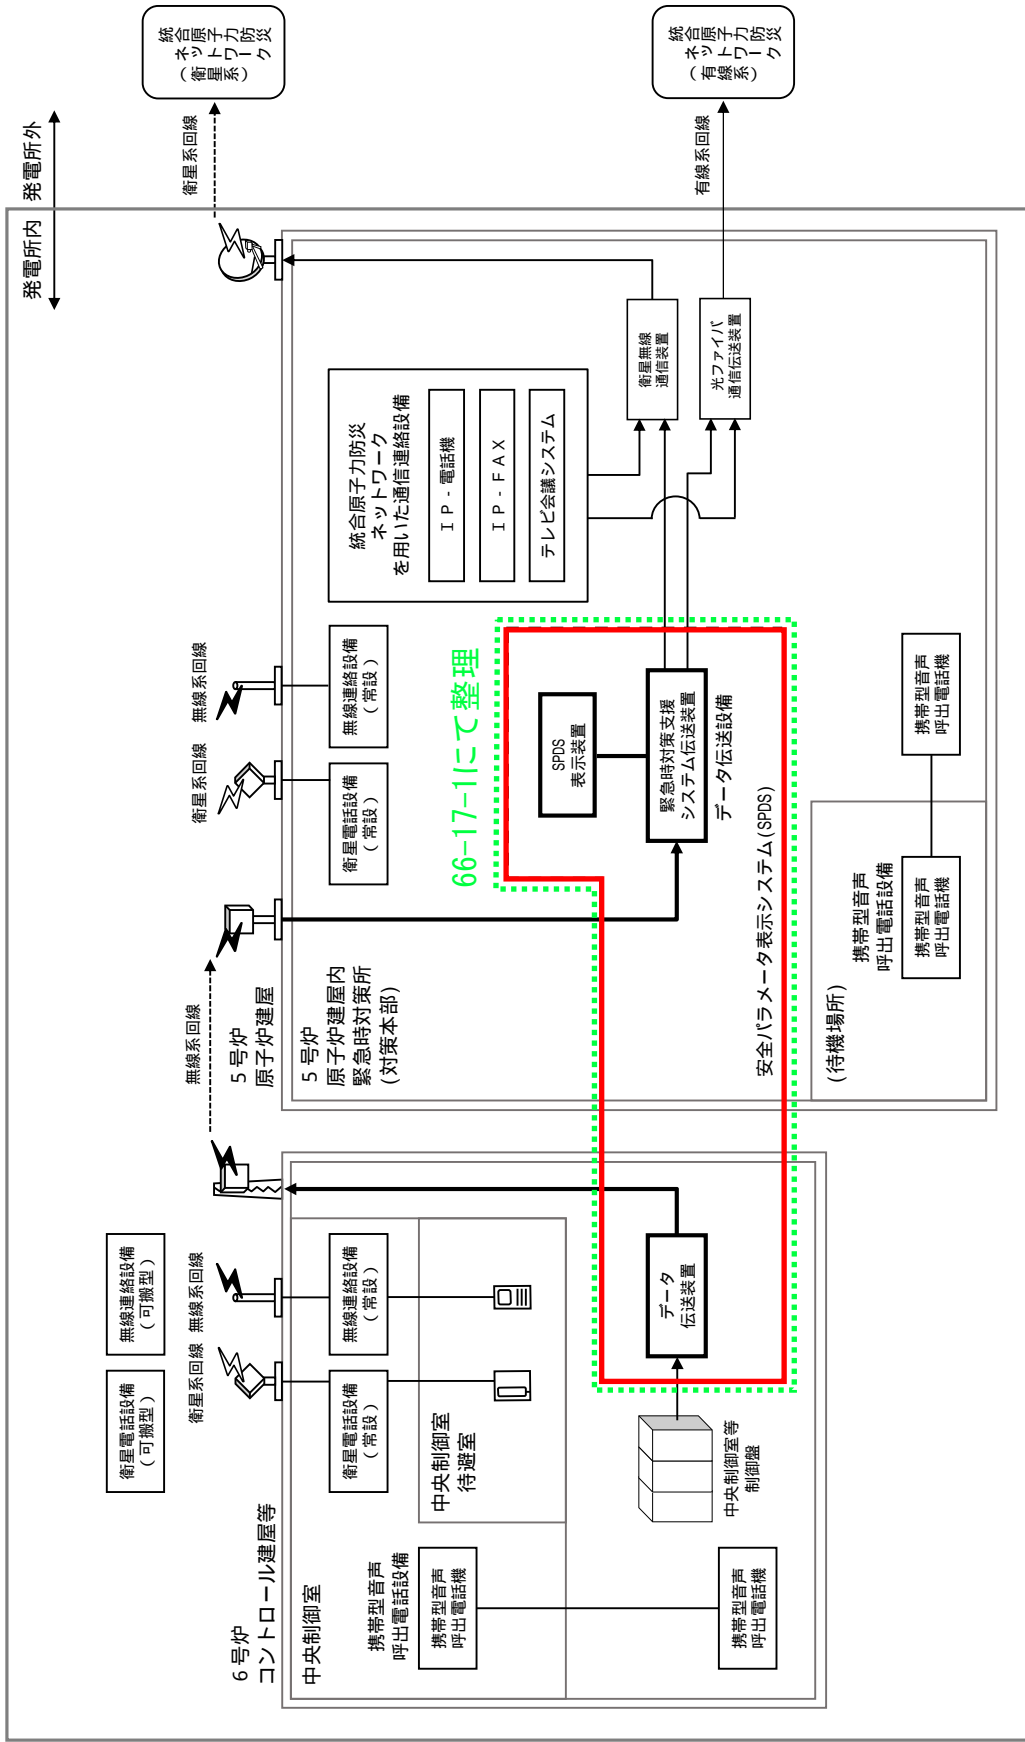 発電所内
発電所外
統合原子力防災
ネットワーク
(衛星系)
統合原子力防災
ネットワーク
(有線系)
衛星系回線
有線系回線
統合原子力防災
ネットワーク
を用いた通信連絡設備
IP-電話機
IP-FAX
テレビ会議システム
衛星無線
通信装置
光ファイバ
通信伝送装置
無線系回線
衛星系回線
無線連絡設備
(常設)
衛星電話設備
(常設)
66-17-1にて整理
SPDS
表示装置
緊急時対策支援
システム伝送装置
データ伝送設備
安全パラメータ表示システム(SPDS)
携帯型音声
呼出電話機
携帯型音声
呼出電話設備
携帯型音声
呼出電話機
(待機場所)
無線系回線
5号炉
原子炉建屋
5号炉
原子炉建屋内
緊急時対策所
(対策本部)
無線連絡設備
(可搬型)
衛星電話設備
(可搬型)
無線系回線
衛星系回線
無線連絡設備
(常設)
衛星電話設備
(常設)
中央制御室
待避室
データ
伝送装置
中央制御室等
制御盤
6号炉
コントロール建屋等
中央制御室
携帯型音声
呼出電話設備
携帯型音声
呼出電話機
携帯型音声
呼出電話機